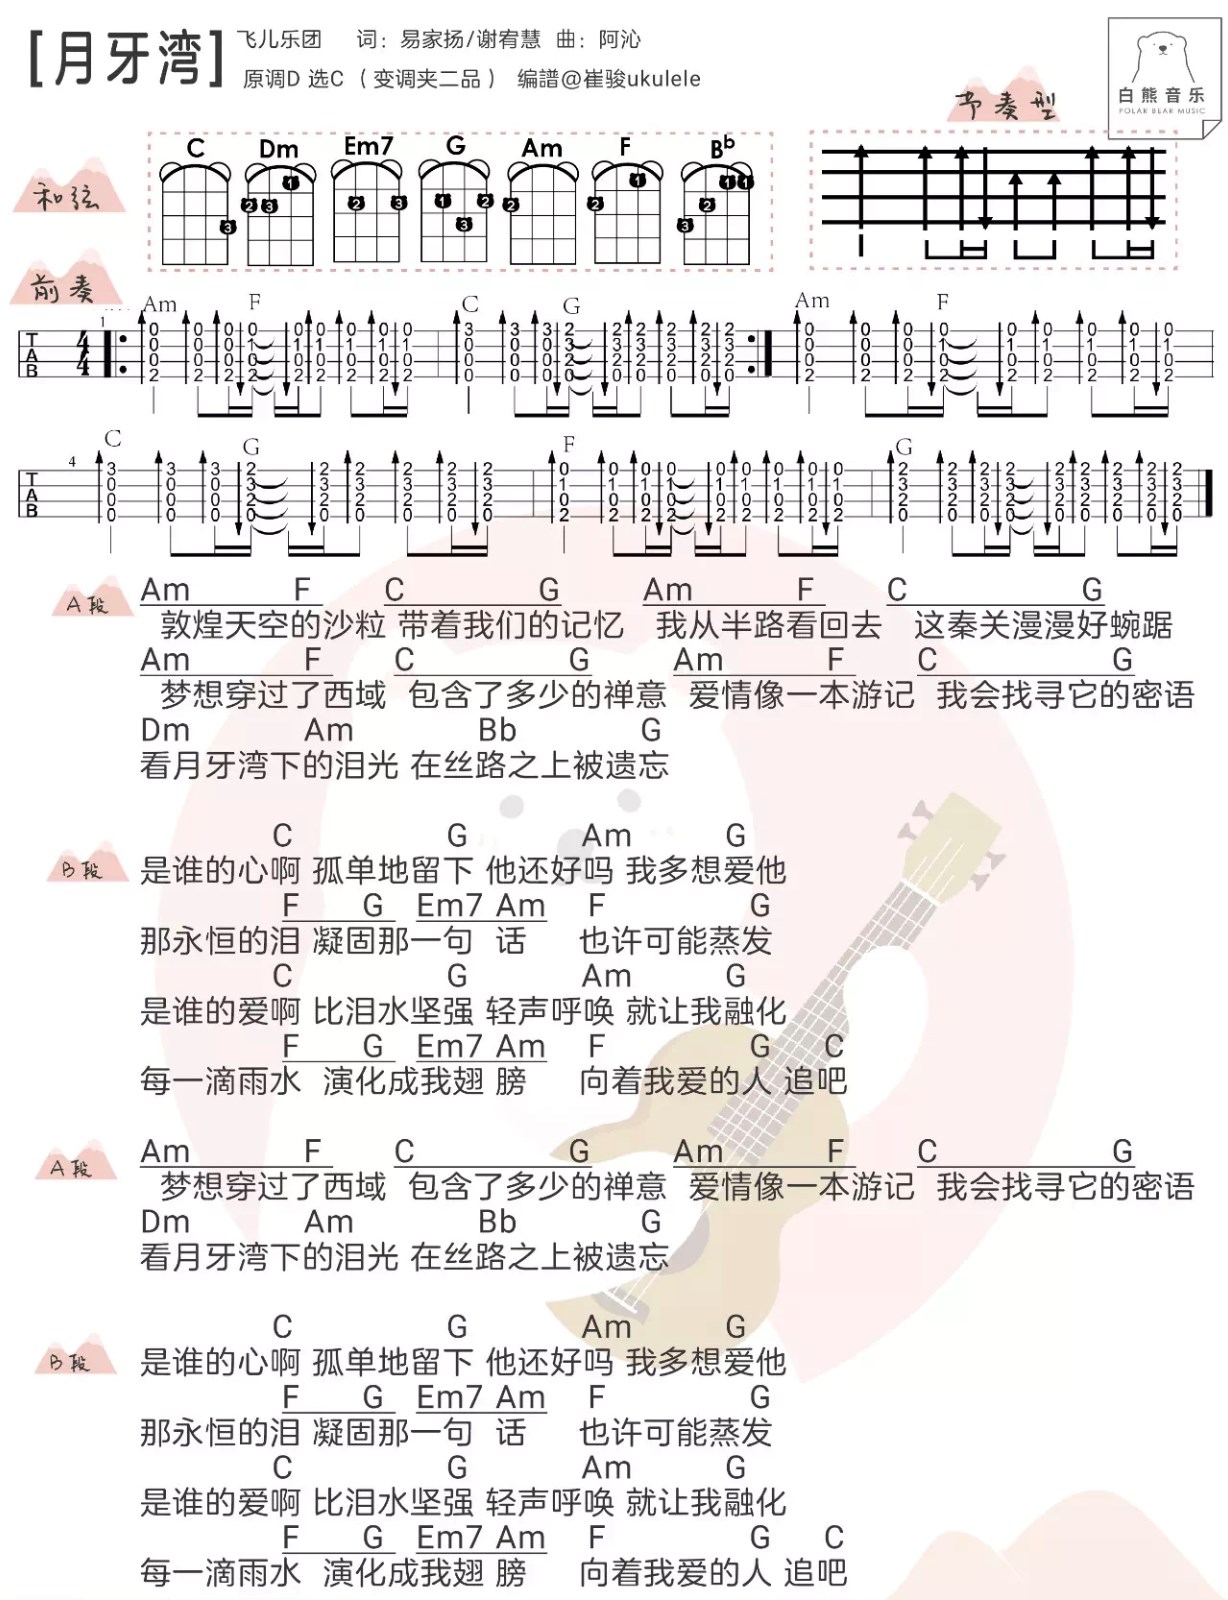 [月牙湾] 飞儿乐团 词：易家扬/谢宥慧 曲：阿沁
原调D 选C（变调夹二品） 编譜@崔骏ukulele
白熊音乐
POLAR BEAR MUSIC
节奏型
和弦
C Dm Em7 G Am F Bb
1 2 3
前奏
Am F C G Am F
C G F G
A段
Am F C G Am F C G
敦煌天空的沙粒 带着我们的记忆 我从半路看回去 这秦关漫漫好蜿踞
Am F C G Am F C G
梦想穿过了西域 包含了多少的禅意 爱情像一本游记 我会找寻它的密语
Dm Am Bb G
看月牙湾下的泪光 在丝路之上被遗忘
B段
C G Am G
是谁的心啊 孤单地留下 他还好吗 我多想爱他
F G Em7 Am F G
那永恒的泪 凝固那一句 话 也许可能蒸发
C G Am G
是谁的爱啊 比泪水坚强 轻声呼唤 就让我融化
F G Em7 Am F G C
每一滴雨水 演化成我翅 膀 向着我爱的人 追吧
A段
Am F C G Am F C G
梦想穿过了西域 包含了多少的禅意 爱情像一本游记 我会找寻它的密语
Dm Am Bb G
看月牙湾下的泪光 在丝路之上被遗忘
B段
C G Am G
是谁的心啊 孤单地留下 他还好吗 我多想爱他
F G Em7 Am F G
那永恒的泪 凝固那一句 话 也许可能蒸发
C G Am G
是谁的爱啊 比泪水坚强 轻声呼唤 就让我融化
F G Em7 Am F G C
每一滴雨水 演化成我翅 膀 向着我爱的人 追吧